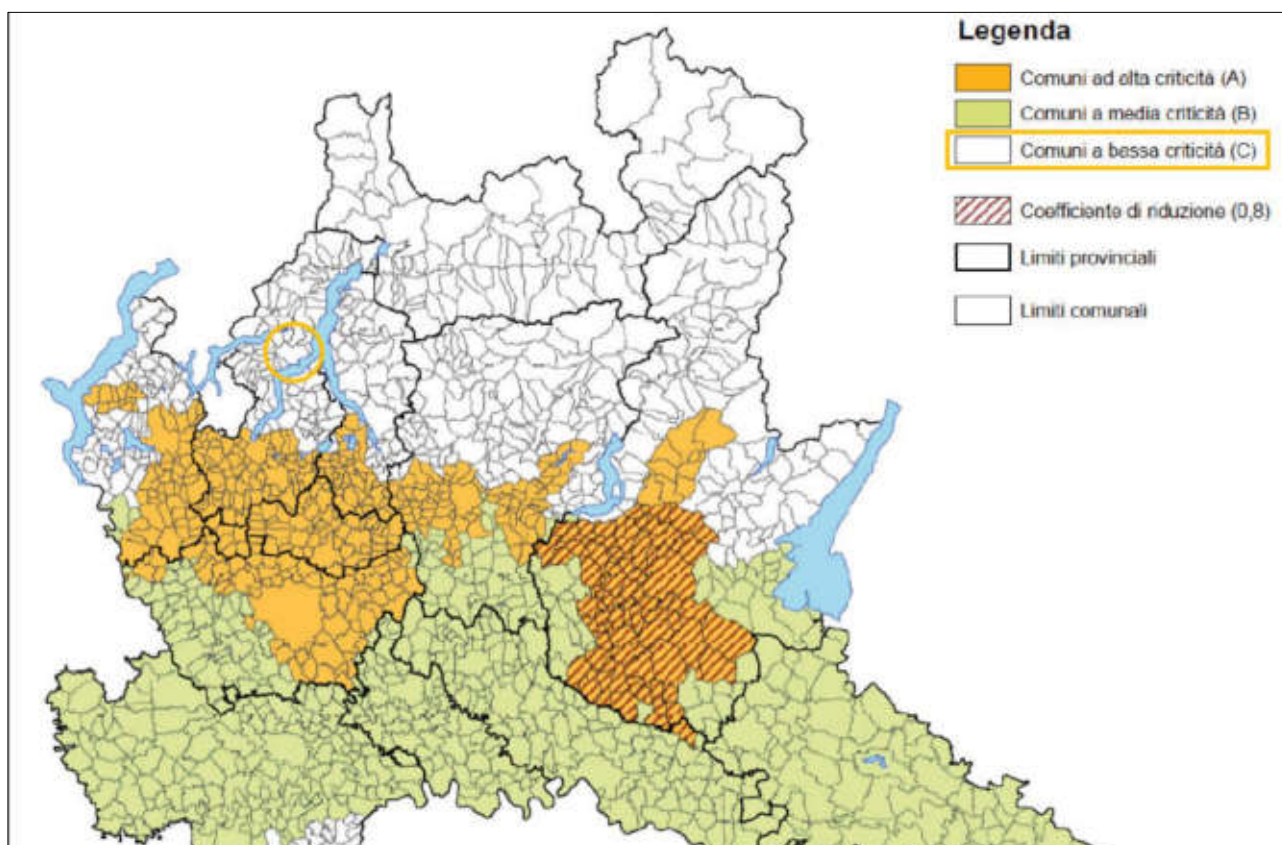 Legenda
Comuni ad alta criticità (A)
Comuni a media criticità (B)
Comuni a bassa criticità (C)
Coefficiente di riduzione (0,8)
Limiti provinciali
Limiti comunali